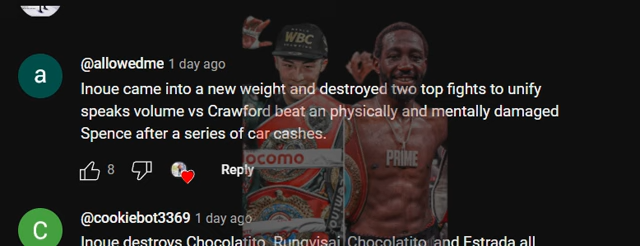 @allowedme 1 day ago
Inoue came into a new weight and destroyed two top fights to unify
speaks volume vs Crawford beat an physically and mentally damaged
Spence after a series of car cashes.
8
Reply
@cookiebot3369 1 day ago
Inoue destroys Chocolatito, Rungvisai, Chocolatito, and Estrada all
WBC
ocomo
PRIME
C
a